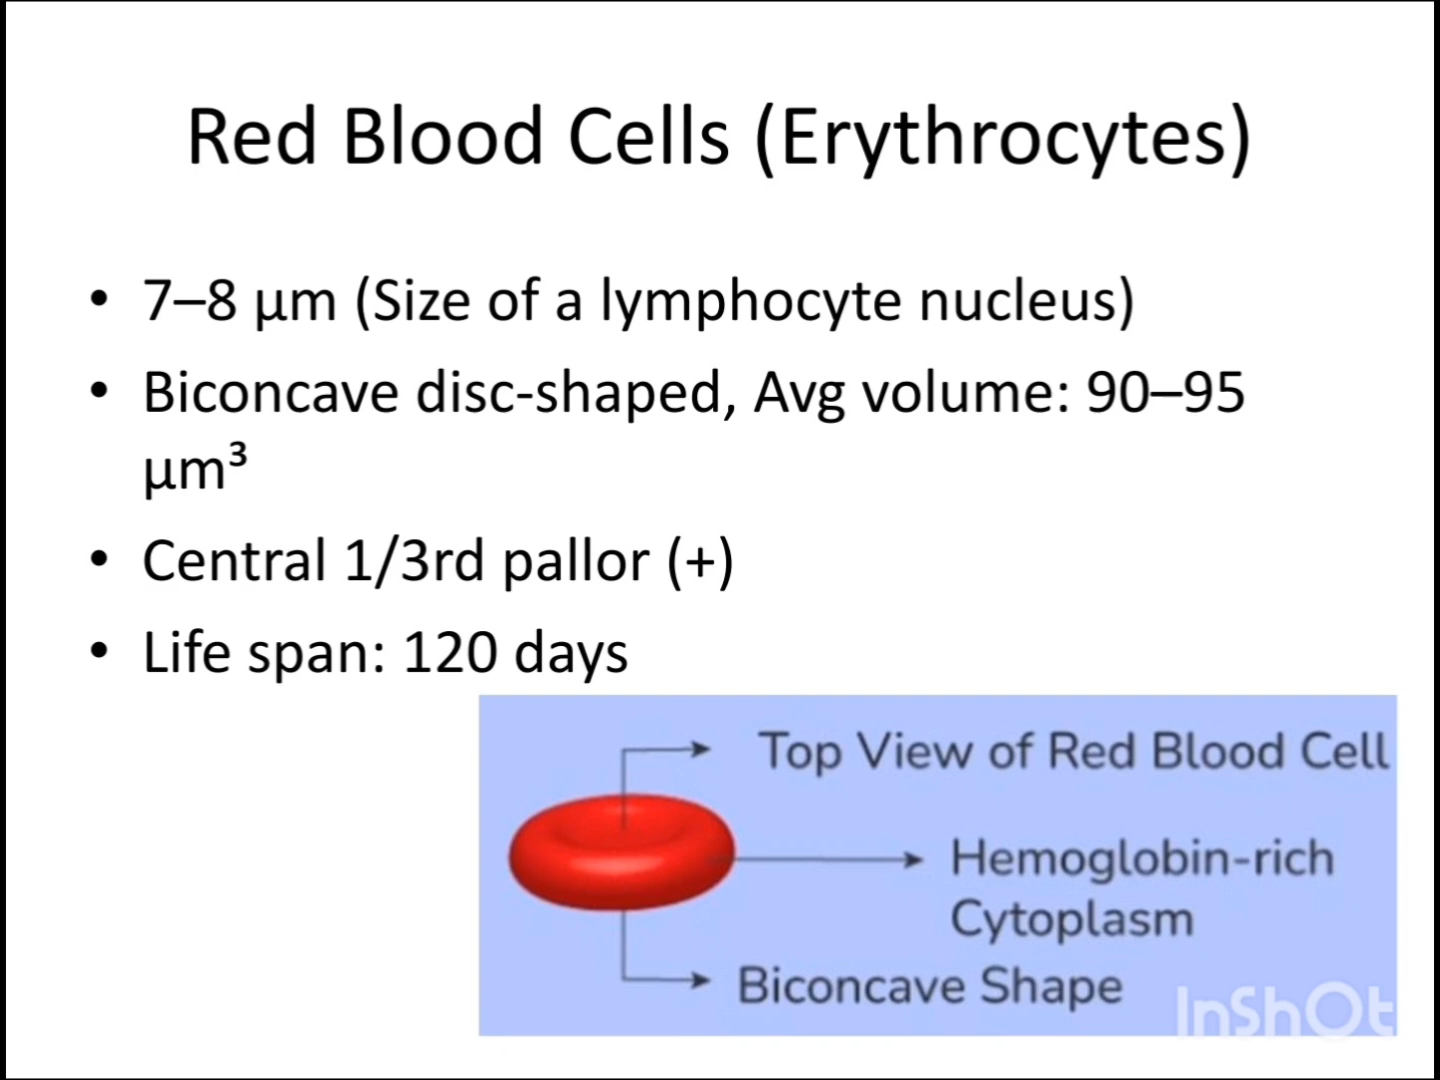 Red Blood Cells (Erythrocytes)
• 7–8 µm (Size of a lymphocyte nucleus)
• Biconcave disc-shaped, Avg volume: 90–95
µm³
• Central 1/3rd pallor (+)
• Life span: 120 days
Top View of Red Blood Cell
Hemoglobin-rich
Cytoplasm
Biconcave Shape
InShOt